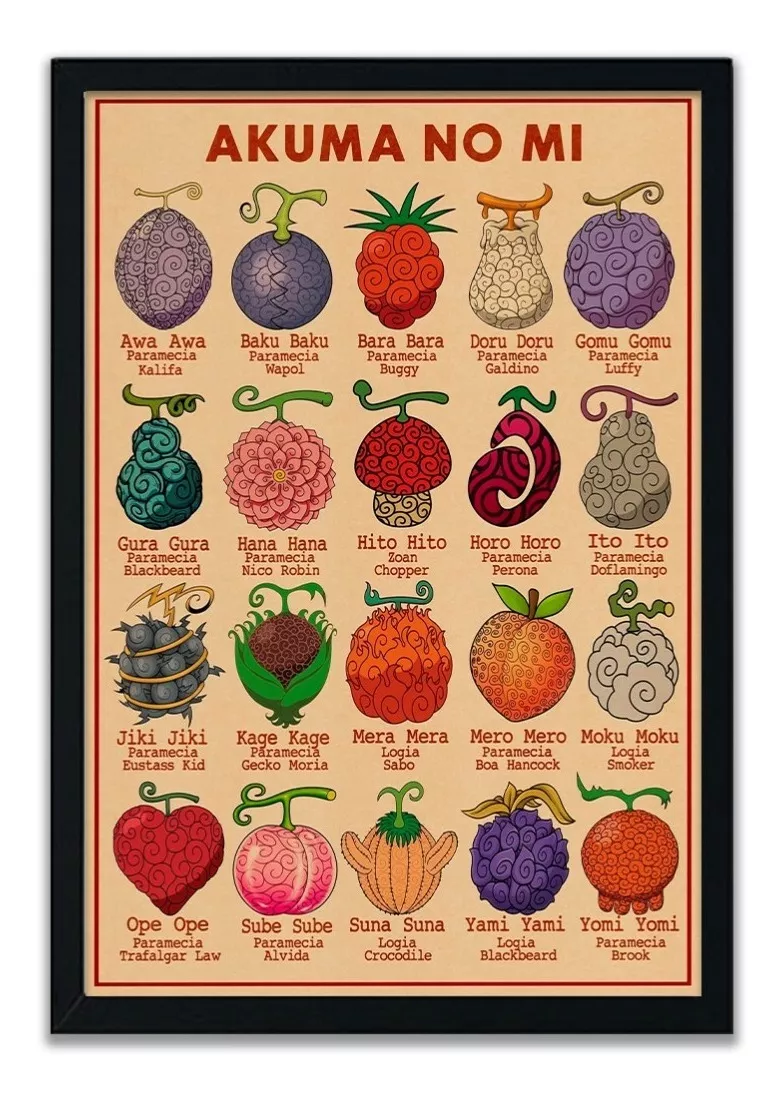 AKUMA NO MI
Awa Awa
Paramecia
Kalifa
Baku Baku
Paramecia
Wapol
Bara Bara
Paramecia
Buggy
Doru Doru
Paramecia
Galdino
Gomu Gomu
Paramecia
Luffy
Gura Gura
Paramecia
Blackbeard
Hana Hana
Paramecia
Nico Robin
Hito Hito
Zoan
Chopper
Horo Horo
Paramecia
Perona
Ito Ito
Paramecia
Doflamingo
Jiki Jiki
Paramecia
Eustass Kid
Kage Kage
Paramecia
Gecko Moria
Mera Mera
Logia
Sabo
Mero Mero
Paramecia
Boa Hancock
Moku Moku
Logia
Smoker
Ope Ope
Paramecia
Trafalgar Law
Sube Sube
Paramecia
Alvida
Suna Suna
Logia
Crocodile
Yami Yami
Logia
Blackbeard
Yomi Yomi
Paramecia
Brook